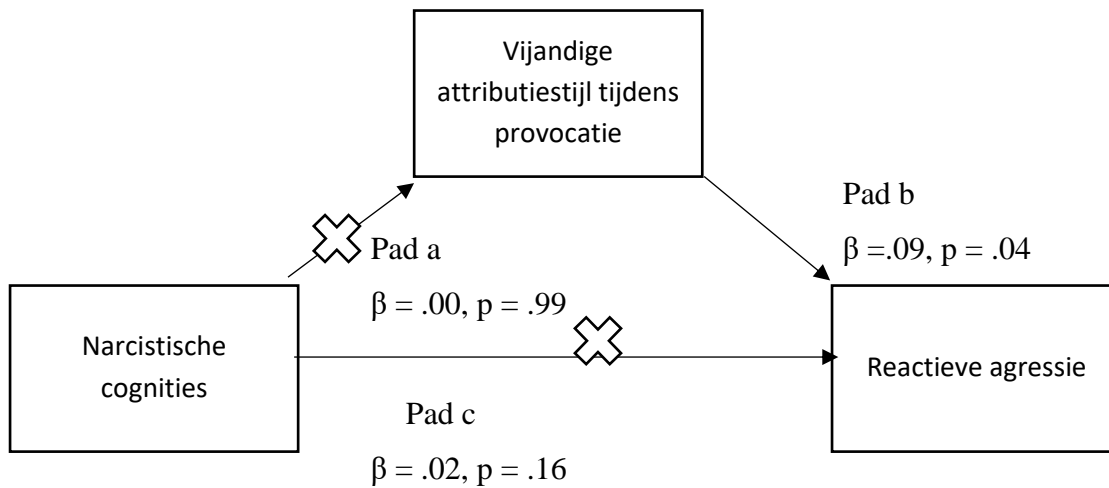 Vijandige
attributiestijl tijdens
provocatie
Pad b
β =.09, p = .04
Pad a
β = .00, p = .99
Narcistische
cognities
Reactieve agressie
Pad c
β = .02, p = .16